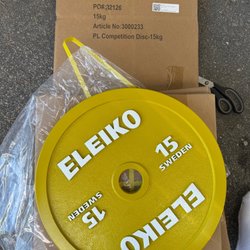 PO#:32126
15kg
Article No:3000233
PL Competition Disc-15kg
ELEIKO
15
SWEDEN
15
SWEDEN
ELEIKO